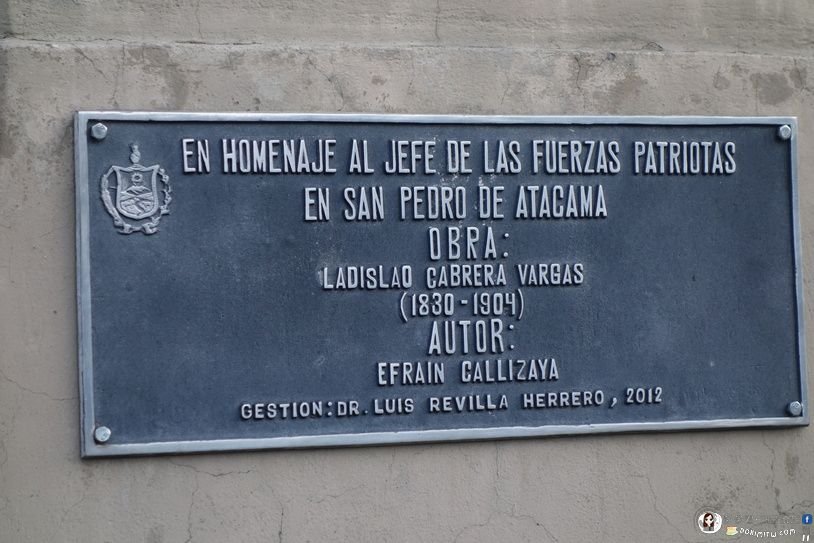 EN HOMENAJE AL JEFE DE LAS FUERZAS PATRIOTAS
EN SAN PEDRO DE ATACAMA
OBRA:
LADISLAO CABRERA VARGAS
(1830-1904)
AUTOR:
EFRAIN CALLIZAYA
GESTION: DR. LUIS REVILLA HERRERO, 2012